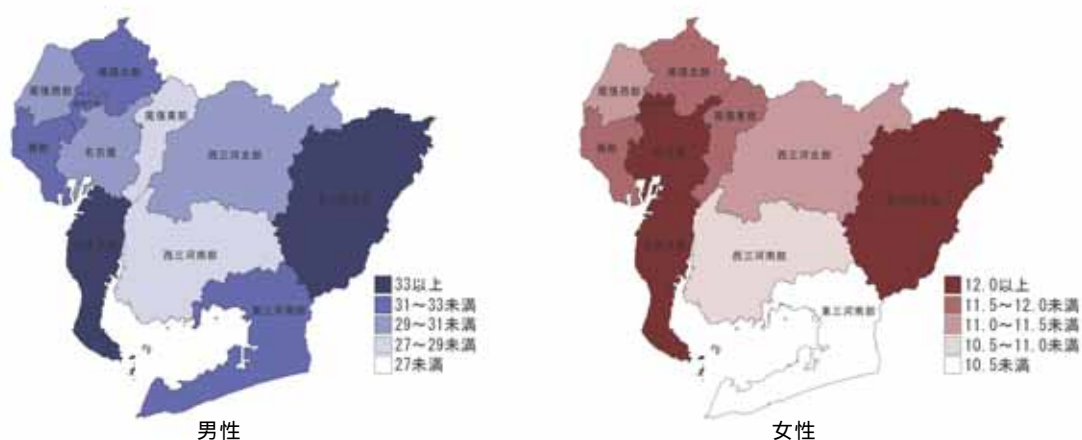 尾張北部
尾張西部
尾張東部
海部
名古屋
西三河北部
西三河南部
東三河南部
33以上
31～33未満
29～31未満
27～29未満
27未満
男性
尾張北部
尾張西部
尾張東部
海部
西三河北部
西三河南部
東三河南部
12.0以上
11.5～12.0未満
11.0～11.5未満
10.5～11.0未満
10.5未満
女性